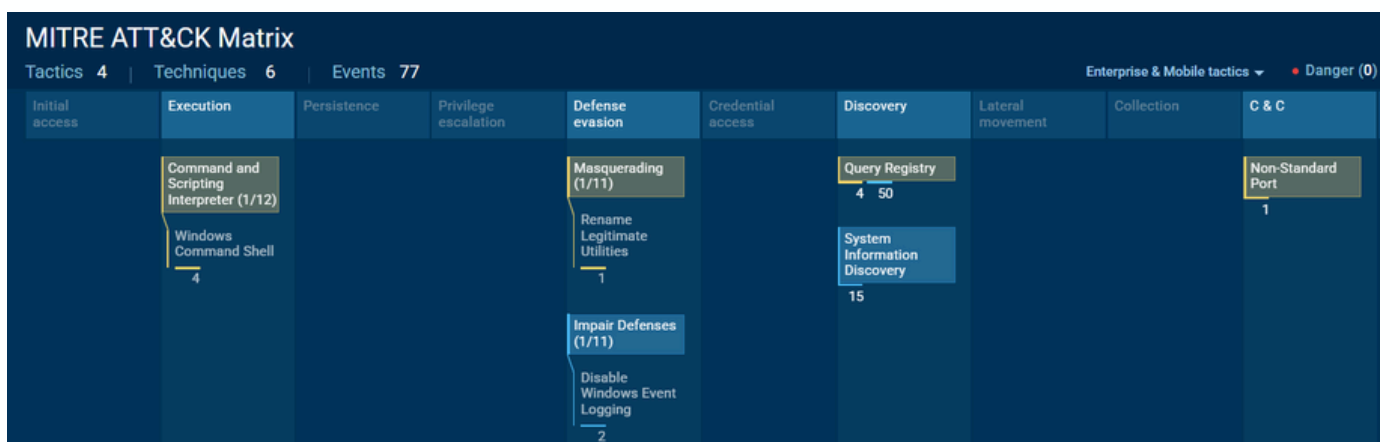 MITRE ATT&CK Matrix
Tactics 4 | Techniques 6 | Events 77
Enterprise & Mobile tactics
Danger (0)
Initial
access
Execution
Persistence
Privilege
escalation
Defense
evasion
Credential
access
Discovery
Lateral
movement
Collection
C & C
Command and
Scripting
Interpreter (1/12)
Windows
Command Shell
4
Masquerading
(1/11)
Rename
Legitimate
Utilities
1
Impair Defenses
(1/11)
Disable
Windows Event
Logging
2
Query Registry
4 50
System
Information
Discovery
15
Non-Standard
Port
1